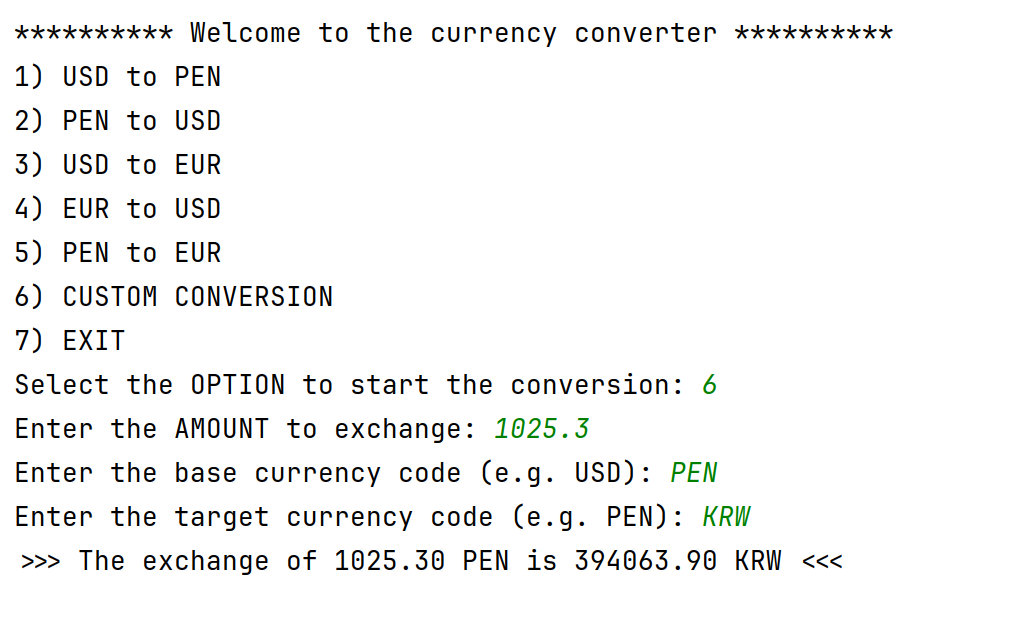 ********** Welcome to the currency converter **********
1) USD to PEN
2) PEN to USD
3) USD to EUR
4) EUR to USD
5) PEN to EUR
6) CUSTOM CONVERSION
7) EXIT
Select the OPTION to start the conversion: 6
Enter the AMOUNT to exchange: 1025.3
Enter the base currency code (e.g. USD): PEN
Enter the target currency code (e.g. PEN): KRW
>>> The exchange of 1025.30 PEN is 394063.90 KRW <<<